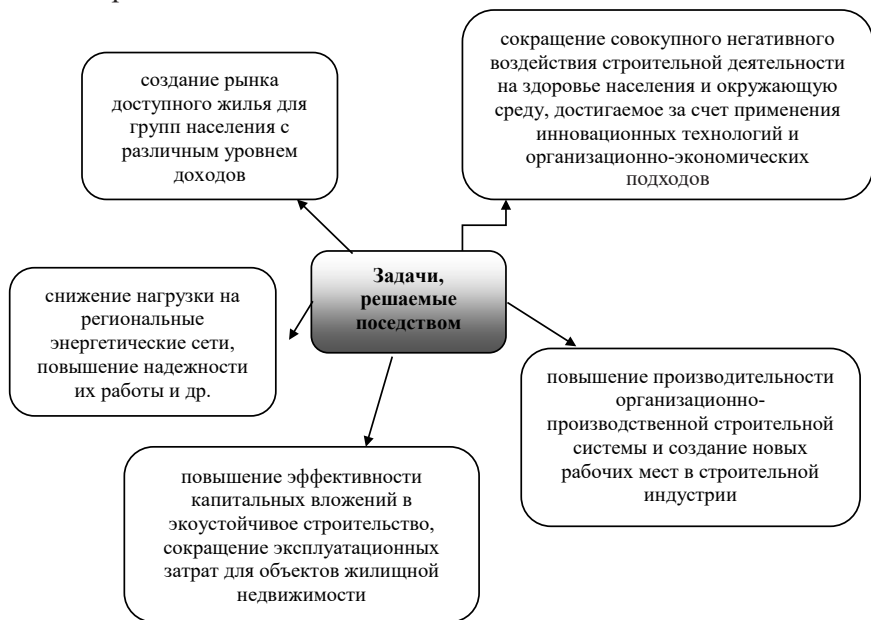 создание рынка
доступного жилья для
групп населения с
различным уровнем
доходов
сокращение совокупного негативного
воздействия строительной деятельности
на здоровье населения и окружающую
среду, достигаемое за счет применения
инновационных технологий и
организационно-экономических
подходов
Задачи,
решаемые
поседством
снижение нагрузки на
региональные
энергетические сети,
повышение надежности
их работы и др.
повышение производительности
организационно-
производственной строительной
системы и создание новых
рабочих мест в строительной
индустрии
повышение эффективности
капитальных вложений в
экоустойчивое строительство,
сокращение эксплуатационных
затрат для объектов жилищной
недвижимости